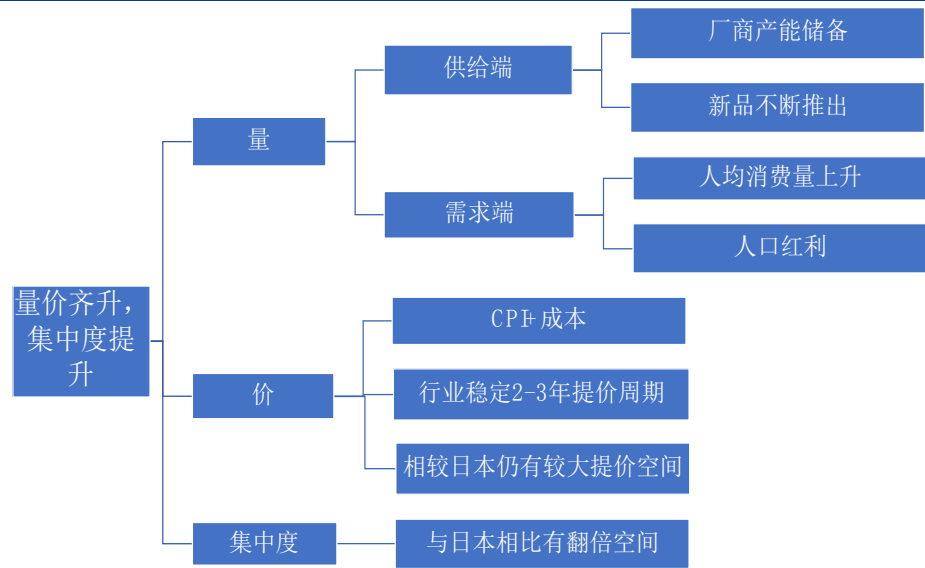 量价齐升，
集中度提
升
量
供给端
厂商产能储备
新品不断推出
需求端
人均消费量上升
人口红利
价
CPI+成本
行业稳定2-3年提价周期
相较日本仍有较大提价空间
集中度
与日本相比有翻倍空间